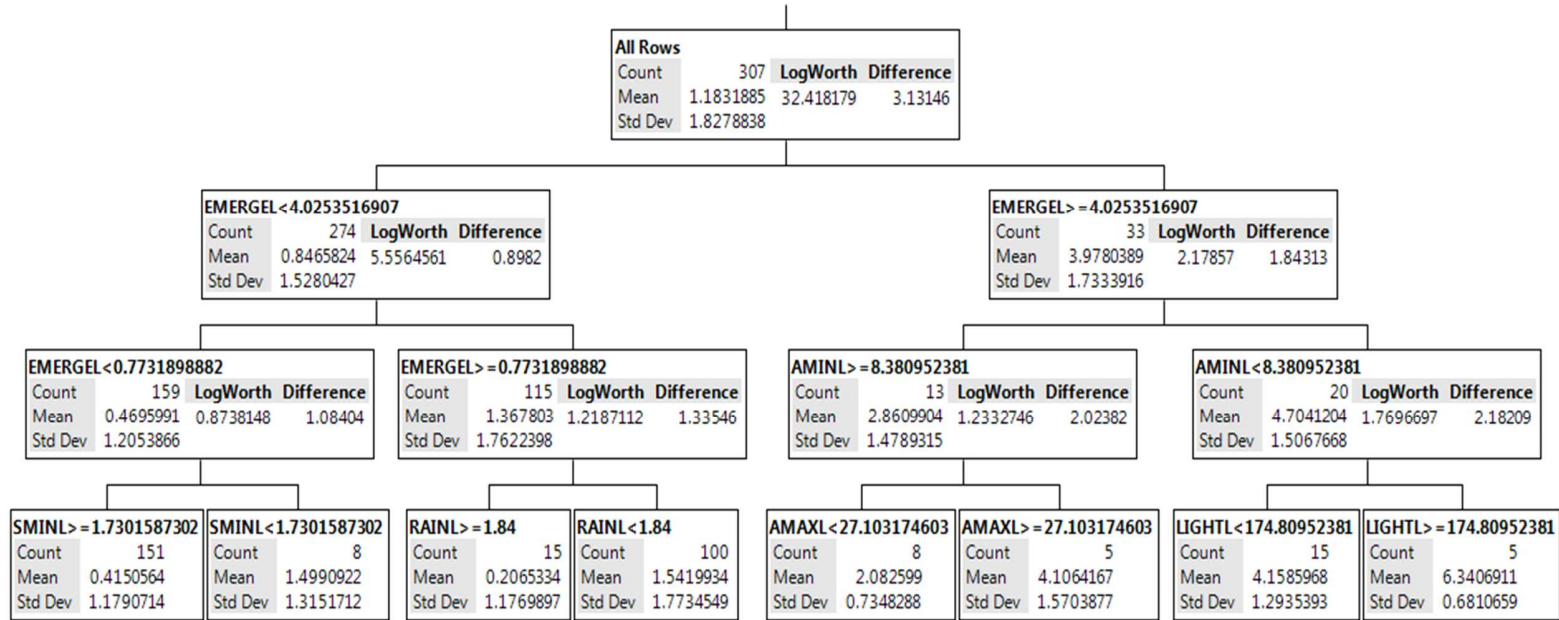 All Rows
Count 307 LogWorth Difference
Mean 1.1831885 32.418179 3.13146
Std Dev 1.8278838
EMERGEL<4.0253516907
Count 274 LogWorth Difference
Mean 0.8465824 5.5564561 0.8982
Std Dev 1.5280427
EMERGEL>=4.0253516907
Count 33 LogWorth Difference
Mean 3.9780389 2.17857 1.84313
Std Dev 1.7333916
EMERGEL<0.7731898882
Count 159 LogWorth Difference
Mean 0.4695991 0.8738148 1.08404
Std Dev 1.2053866
EMERGEL>=0.7731898882
Count 115 LogWorth Difference
Mean 1.367803 1.2187112 1.33546
Std Dev 1.7622398
AMINL>=8.380952381
Count 13 LogWorth Difference
Mean 2.8609904 1.2332746 2.02382
Std Dev 1.4789315
AMINL<8.380952381
Count 20 LogWorth Difference
Mean 4.7041204 1.7696697 2.18209
Std Dev 1.5067668
SMINL>=1.7301587302
Count 151
Mean 0.4150564
Std Dev 1.1790714
SMINL<1.7301587302
Count 8
Mean 1.4990922
Std Dev 1.3151712
RAINL>=1.84
Count 15
Mean 0.2065334
Std Dev 1.1769897
RAINL<1.84
Count 100
Mean 1.5419934
Std Dev 1.7734549
AMAXL<27.103174603
Count 8
Mean 2.082599
Std Dev 0.7348288
AMAXL>=27.103174603
Count 5
Mean 4.1064167
Std Dev 1.5703877
LIGHTL<174.80952381
Count 15
Mean 4.1585968
Std Dev 1.2935393
LIGHTL>=174.80952381
Count 5
Mean 6.3406911
Std Dev 0.6810659